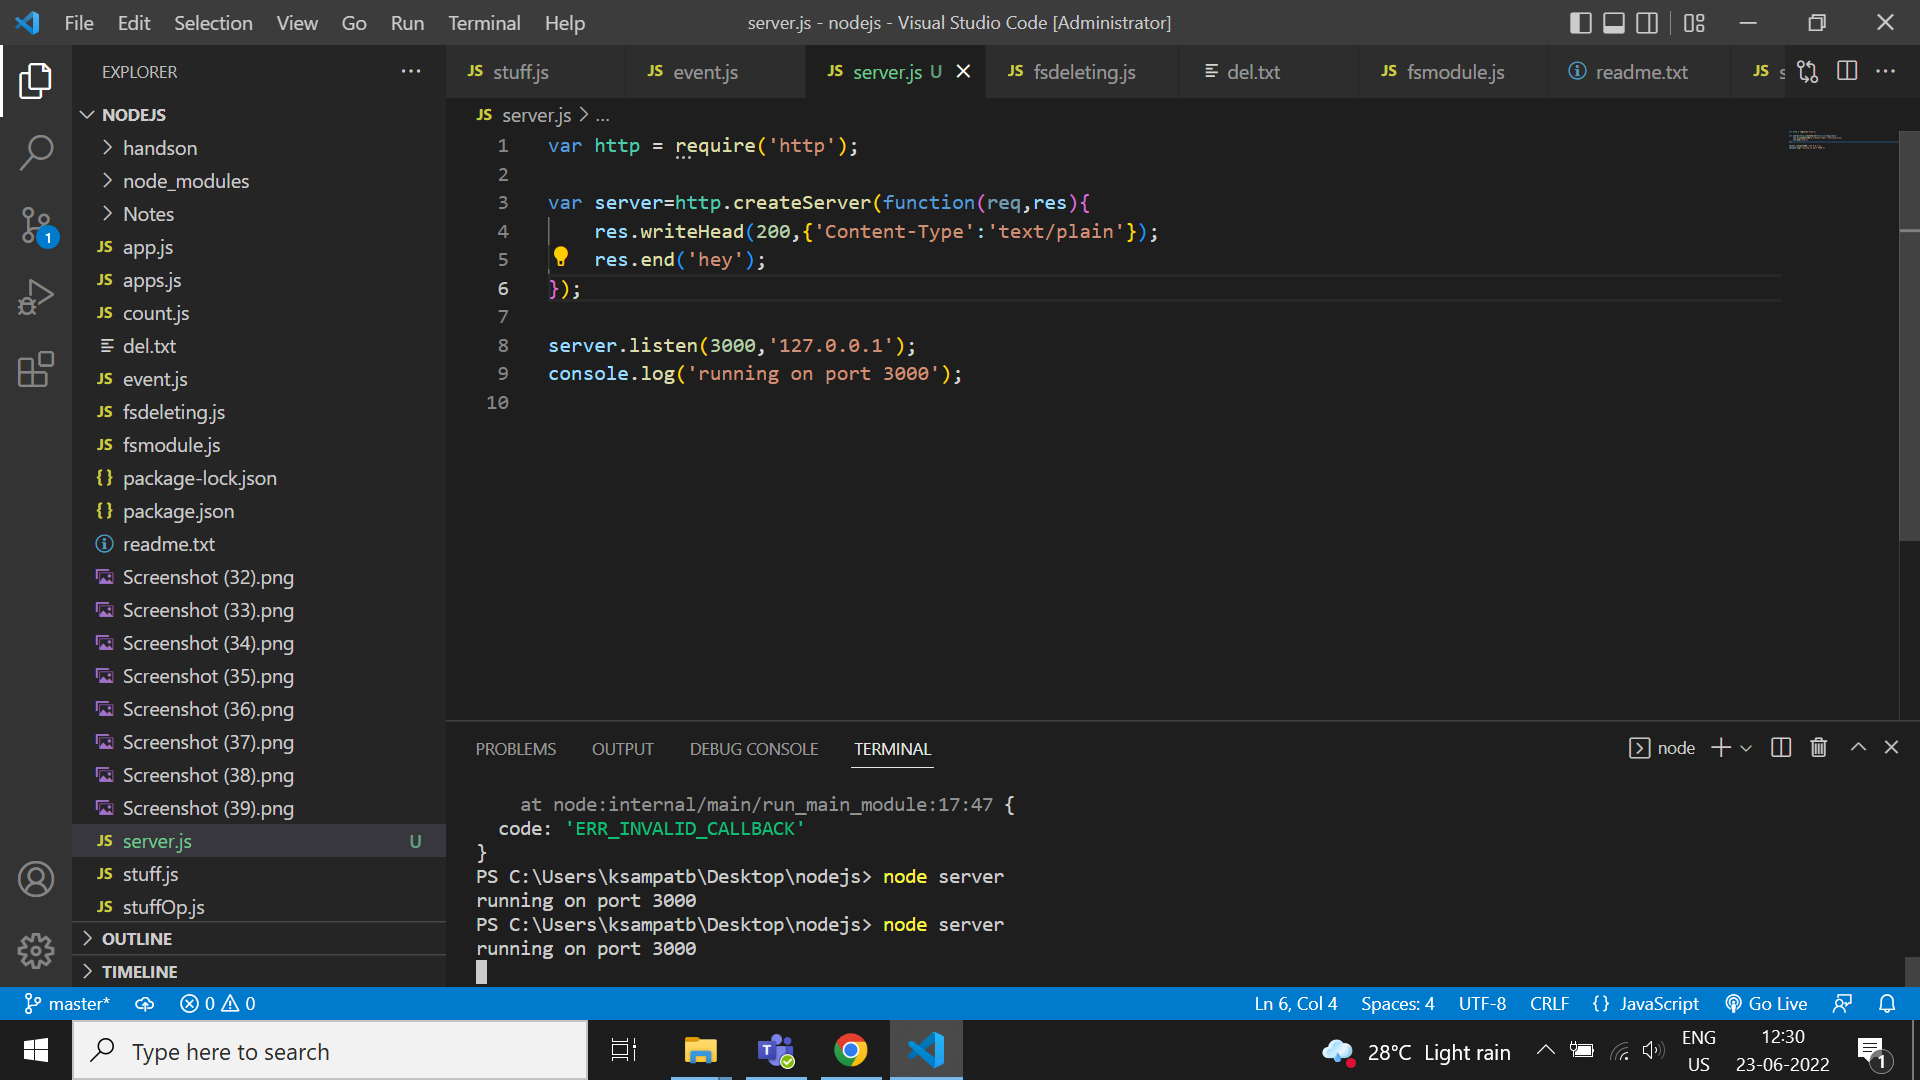 File Edit Selection View Go Run Terminal Help
server.js - nodejs - Visual Studio Code [Administrator]
EXPLORER
JS stuff.js
JS event.js
JS server.js U
JS fsdeleting.js
del.txt
JS fsmodule.js
readme.txt
JS
NODEJS
handson
node_modules
Notes
JS app.js
JS apps.js
JS count.js
del.txt
JS event.js
JS fsdeleting.js
JS fsmodule.js
{} package-lock.json
{} package.json
readme.txt
Screenshot (32).png
Screenshot (33).png
Screenshot (34).png
Screenshot (35).png
Screenshot (36).png
Screenshot (37).png
Screenshot (38).png
Screenshot (39).png
JS server.js U
JS stuff.js
JS stuffOp.js
OUTLINE
TIMELINE
1
JS server.js > ...
1 var http = require('http');
2
3 var server=http.createServer(function(req,res){
4 res.writeHead(200,{'Content-Type':'text/plain'});
5 res.end('hey');
6 });
7
8 server.listen(3000,'127.0.0.1');
9 console.log('running on port 3000');
10
PROBLEMS OUTPUT DEBUG CONSOLE TERMINAL
node
at node:internal/main/run_main_module:17:47 {
code: 'ERR_INVALID_CALLBACK'
}
PS C:\Users\ksampatb\Desktop\nodejs> node server
running on port 3000
PS C:\Users\ksampatb\Desktop\nodejs> node server
running on port 3000
master* 0 0
Ln 6, Col 4 Spaces: 4 UTF-8 CRLF {} JavaScript Go Live
Type here to search
28°C Light rain
ENG
US
12:30
23-06-2022
1